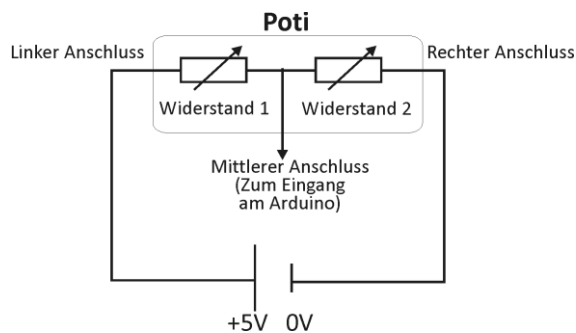 Poti
Linker Anschluss
Rechter Anschluss
Widerstand 1
Widerstand 2
Mittlerer Anschluss
(Zum Eingang
am Arduino)
+5V
0V